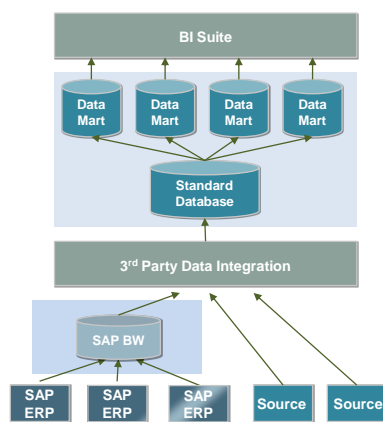 BI Suite
Data
Mart
Data
Mart
Data
Mart
Data
Mart
Standard
Database
3rd Party Data Integration
SAP BW
SAP
ERP
SAP
ERP
SAP
ERP
Source
Source